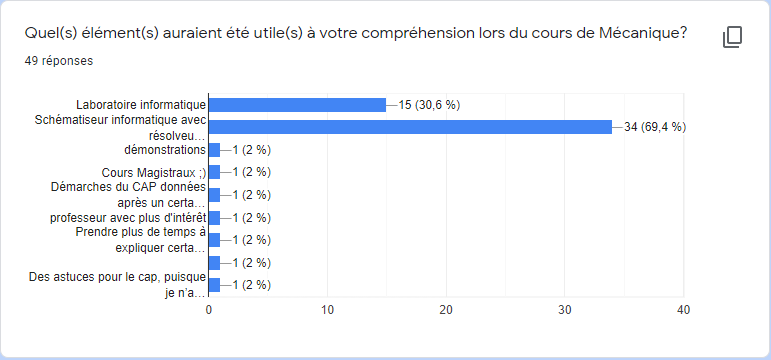 Quel(s) élément(s) auraient été utile(s) à votre compréhension lors du cours de Mécanique?
49 réponses
Laboratoire informatique
15 (30,6 %)
Schématiseur informatique avec
résolveu…
34 (69,4 %)
démonstrations
1 (2 %)
Cours Magistraux ;)
1 (2 %)
Démarches du CAP données
après un certa…
1 (2 %)
professeur avec plus d'intérêt
1 (2 %)
Prendre plus de temps à
expliquer certa…
1 (2 %)
1 (2 %)
Des astuces pour le cap, puisque
je n'a…
1 (2 %)
0
10
20
30
40